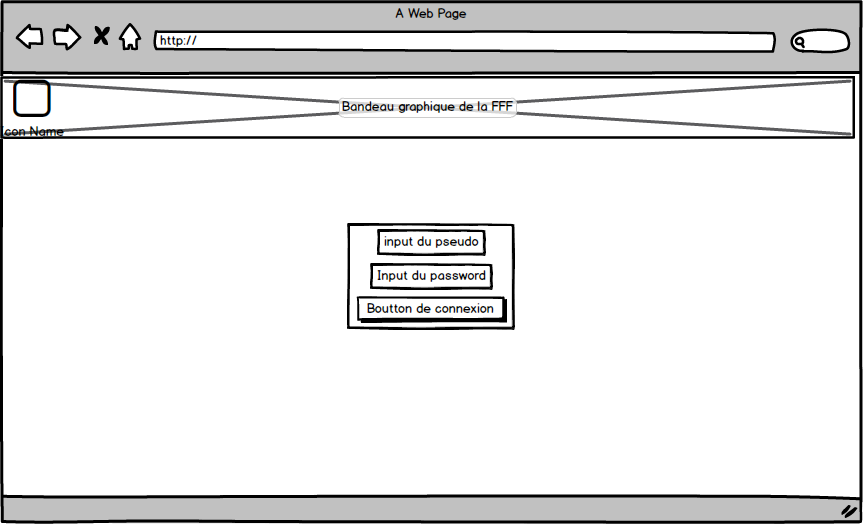 A Web Page
http://
Bandeau graphique de la FFF
con Name
input du pseudo
Input du password
Boutton de connexion